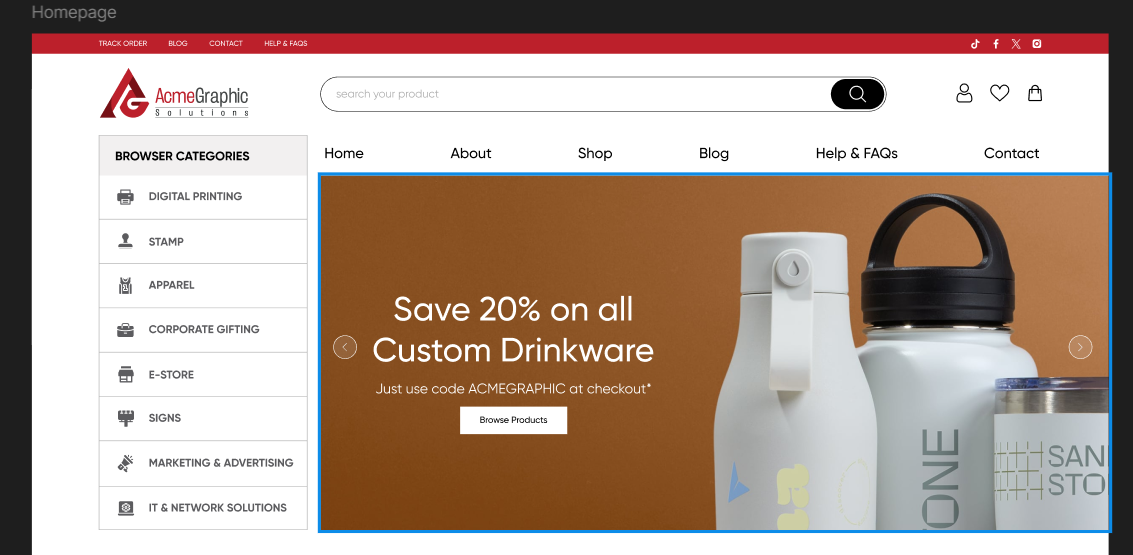 Homepage
TRACK ORDER BLOG CONTACT HELP & FAQS
AcmeGraphic
Solutions
search your product
BROWSER CATEGORIES
Home About Shop Blog Help & FAQs Contact
DIGITAL PRINTING
STAMP
APPAREL
CORPORATE GIFTING
E-STORE
SIGNS
MARKETING & ADVERTISING
IT & NETWORK SOLUTIONS
Save 20% on all
Custom Drinkware
Just use code ACMEGRAPHIC at checkout*
Browse Products
ONE
SAN
STO